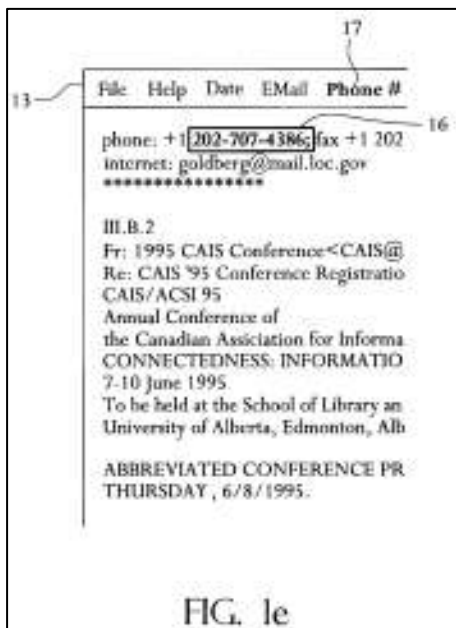 17
13
File Help Date EMail Phone #
16
phone: +1 202-707-4386; fax +1 202
internet: goldberg@mail.loc.gov
****************
III.B.2
Fr: 1995 CAIS Conference<CAIS@
Re: CAIS '95 Conference Registratio
CAIS/ACSI 95
Annual Conference of
the Canadian Assiciation for Informa
CONNECTEDNESS: INFORMATIO
7-10 June 1995
To be held at the School of Library an
University of Alberta, Edmonton, Alb
ABBREVIATED CONFERENCE PR
THURSDAY , 6/8/1995.
FIG. 1e